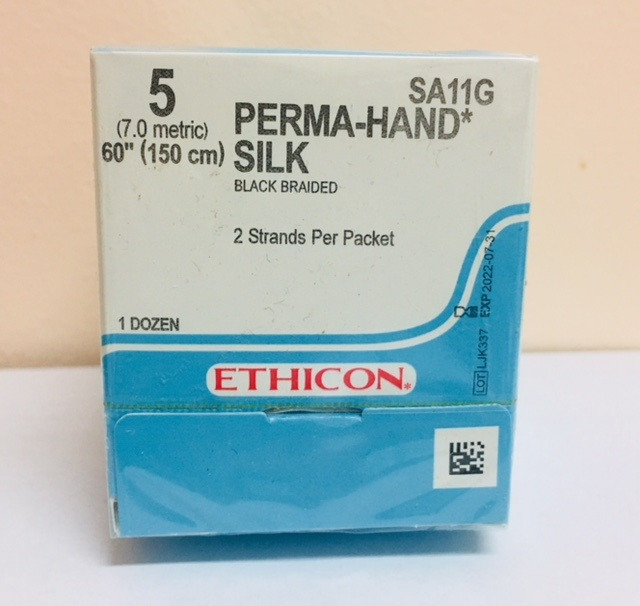 5
(7.0 metric)
60" (150 cm)
SA11G
PERMA-HAND*
SILK
BLACK BRAIDED
2 Strands Per Packet
1 DOZEN
EXP 2022-07-31
LOT LJK337
ETHICON*